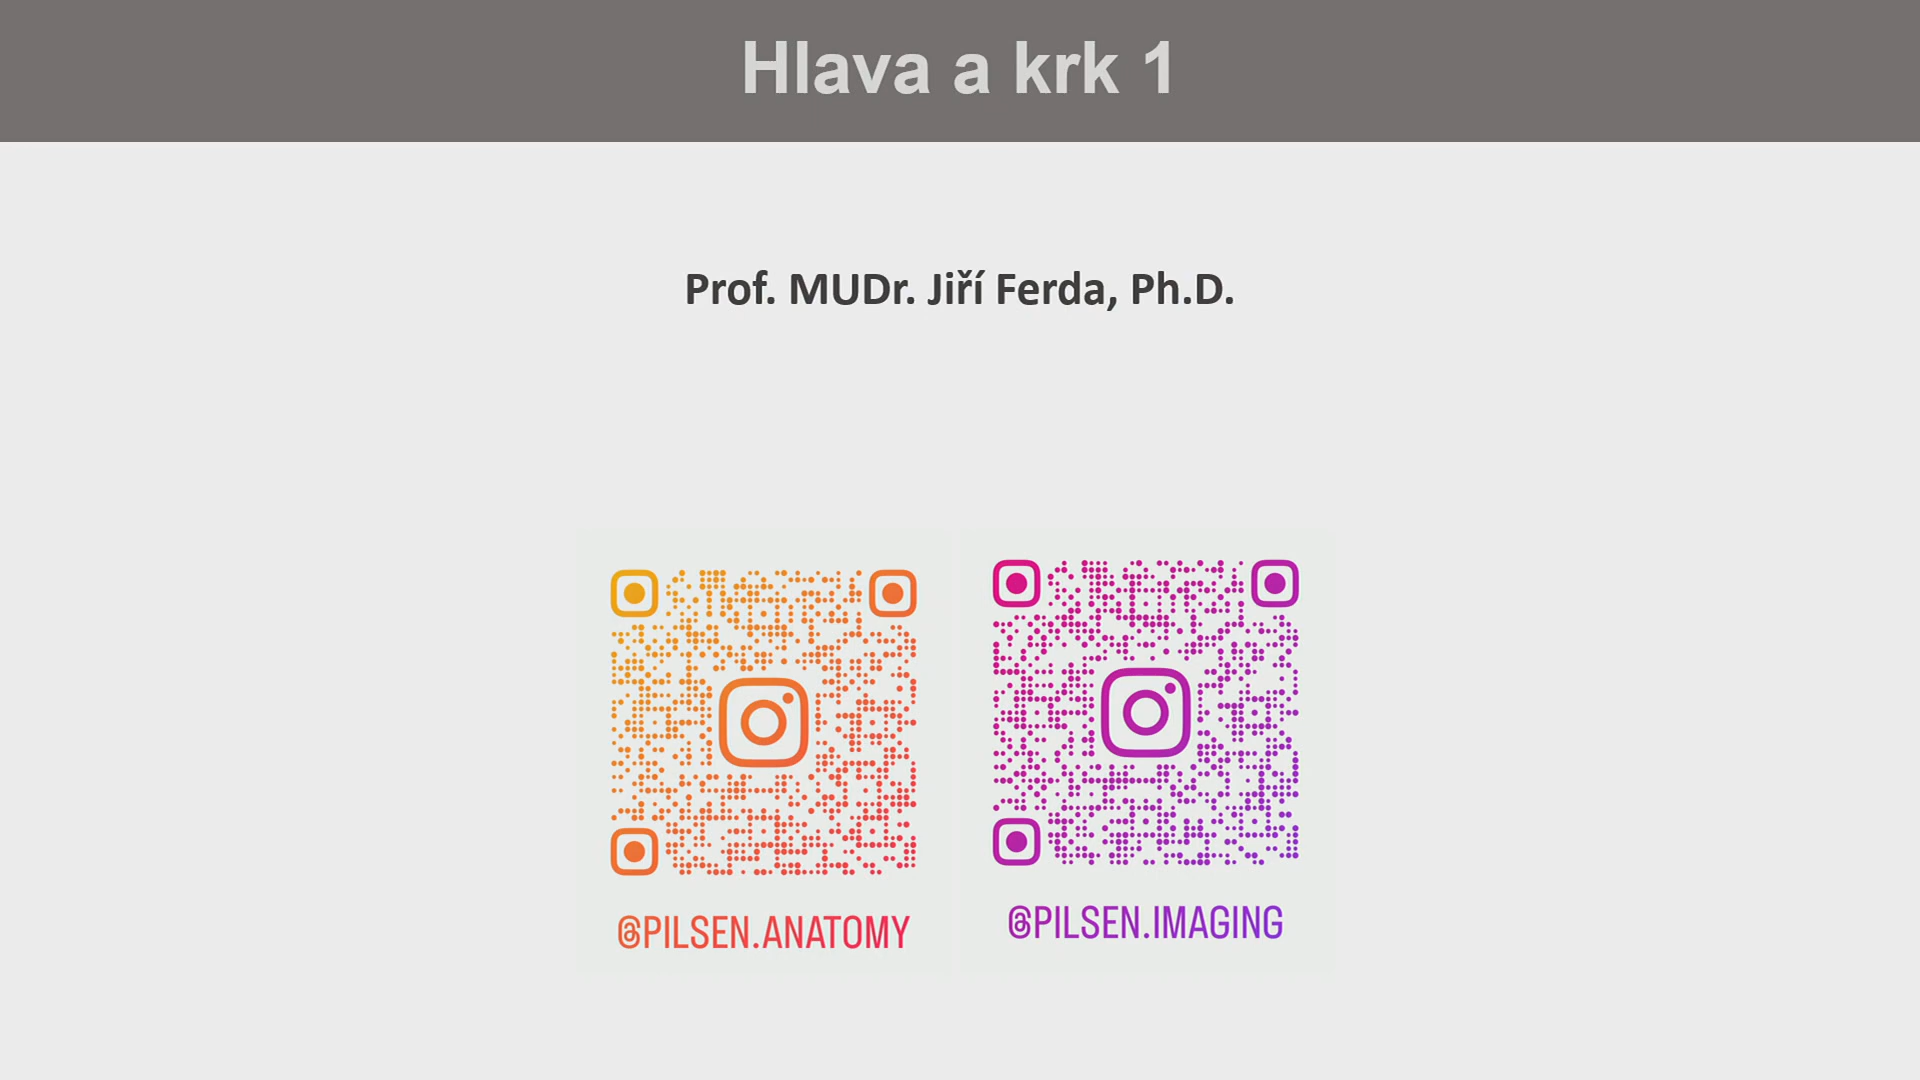 Hlava a krk 1
Prof. MUDr. Jiří Ferda, Ph.D.
@PILSEN.ANATOMY
@PILSEN.IMAGING